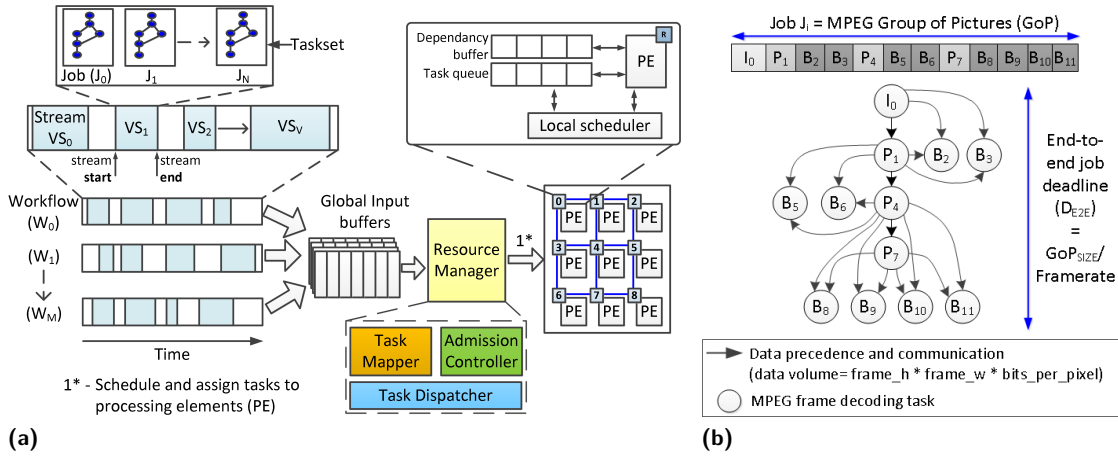 Job (J0)
J1
JN
Taskset
Stream
VS0
VS1
VS2
VSV
stream
start
stream
end
Workflow
(W0)
(W1)
(WM)
Time
Global Input
buffers
Resource
Manager
1*
Task
Mapper
Admission
Controller
Task Dispatcher
1* - Schedule and assign tasks to
processing elements (PE)
Dependancy
buffer
Task queue
R
PE
Local scheduler
0 1 2
PE PE PE
3 4 5
PE PE PE
6 7 8
PE PE PE
(a)
Job Ji = MPEG Group of Pictures (GoP)
I0 P1 B2 B3 P4 B5 B6 P7 B8 B9 B10 B11
I0
P1 B2 B3
B5 B6 P4
P7
B8 B9 B10 B11
End-to-
end job
deadline
(DE2E)
=
GoPSIZE/
Framerate
Data precedence and communication
(data volume= frame_h * frame_w * bits_per_pixel)
MPEG frame decoding task
(b)